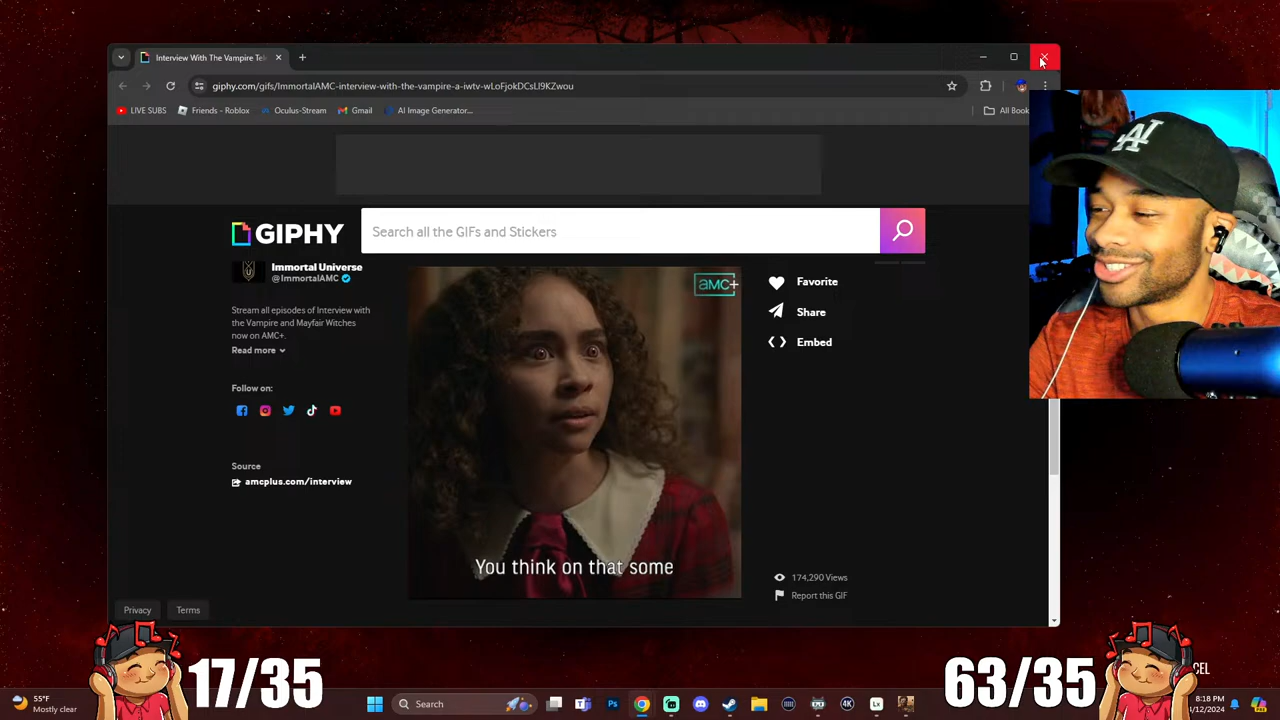 Interview With The Vampire Tel
giphy.com/gifs/ImmortalAMC-interview-with-the-vampire-a-iwtv-wLoFjokDCsLI9KZwou
LIVE SUBS
Friends - Roblox
Oculus-Stream
Gmail
AI Image Generator...
All Book
GIPHY
Search all the GIFs and Stickers
Immortal Universe
@ImmortalAMC
Stream all episodes of Interview with
the Vampire and Mayfair Witches
now on AMC+.
Read more
Follow on:
Source
amcplus.com/interview
aMC+
You think on that some
Favorite
Share
Embed
174,290 Views
Report this GIF
Privacy
Terms
17/35
63/35
CEL
55°F
Mostly clear
Search
8:18 PM
1/12/2024